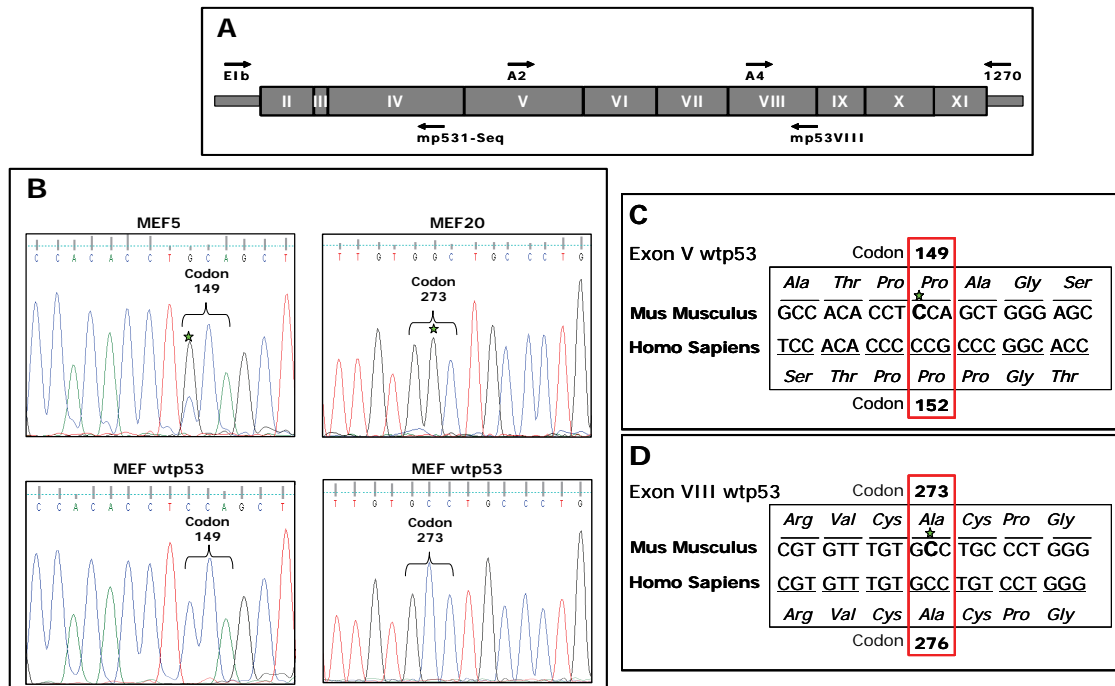 A
EIb A2 A4 1270
II III IV V VI VII VIII IX X XI
mp531-Seq mp53VIII
B
MEF5
C C A C A C C T G C A G C T
Codon
149
MEF20
T T G T G G C T G C C C T G
Codon
273
MEF wtp53
C C A C A C C T C C A G C T
Codon
149
MEF wtp53
T T G T G C C T G C C C T G
Codon
273
C
Exon V wtp53 Codon 149
Ala Thr Pro Pro Ala Gly Ser
Mus Musculus GCC ACA CCT CCA GCT GGG AGC
Homo Sapiens TCC ACA CCC CCG CCC GGC ACC
Ser Thr Pro Pro Pro Gly Thr
Codon 152
D
Exon VIII wtp53 Codon 273
Arg Val Cys Ala Cys Pro Gly
Mus Musculus CGT GTT TGT GCC TGC CCT GGG
Homo Sapiens CGT GTT TGT GCC TGT CCT GGG
Arg Val Cys Ala Cys Pro Gly
Codon 276